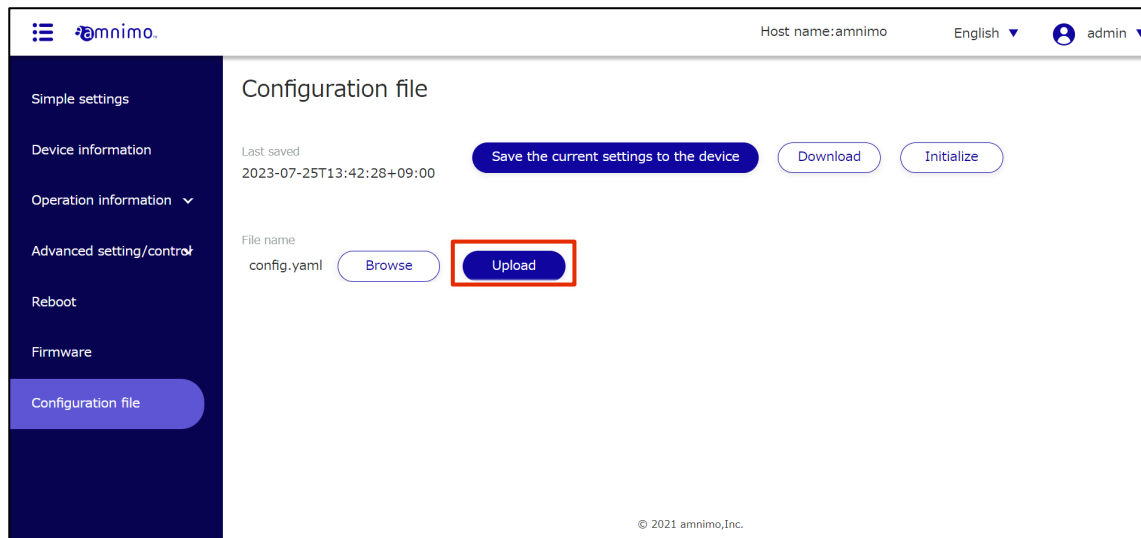 amnimo
Host name:amnimo
English
admin
Simple settings
Device information
Operation information
Advanced setting/control
Reboot
Firmware
Configuration file
Configuration file
Last saved
2023-07-25T13:42:28+09:00
Save the current settings to the device
Download
Initialize
File name
config.yaml
Browse
Upload
© 2021 amnimo,Inc.